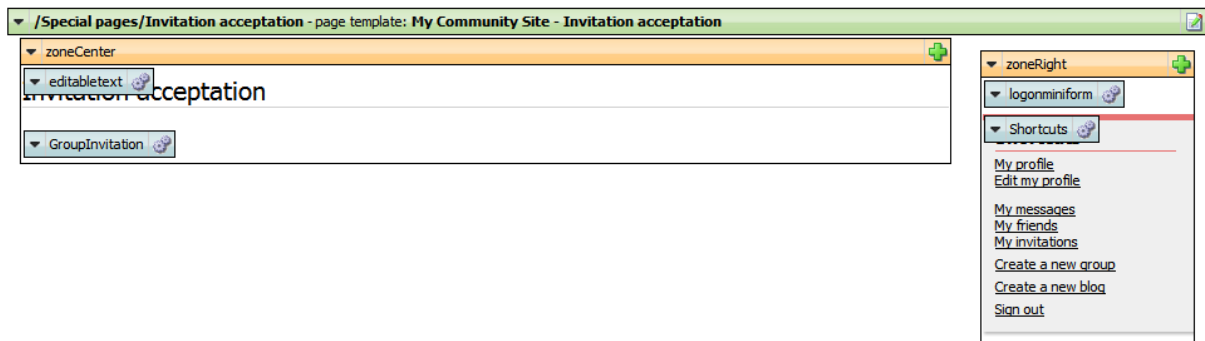 /Special pages/Invitation acceptation - page template: My Community Site - Invitation acceptation
zoneCenter
editabletext
Invitation acceptation
GroupInvitation
zoneRight
logonminiform
Shortcuts
My profile
Edit my profile
My messages
My friends
My invitations
Create a new group
Create a new blog
Sign out